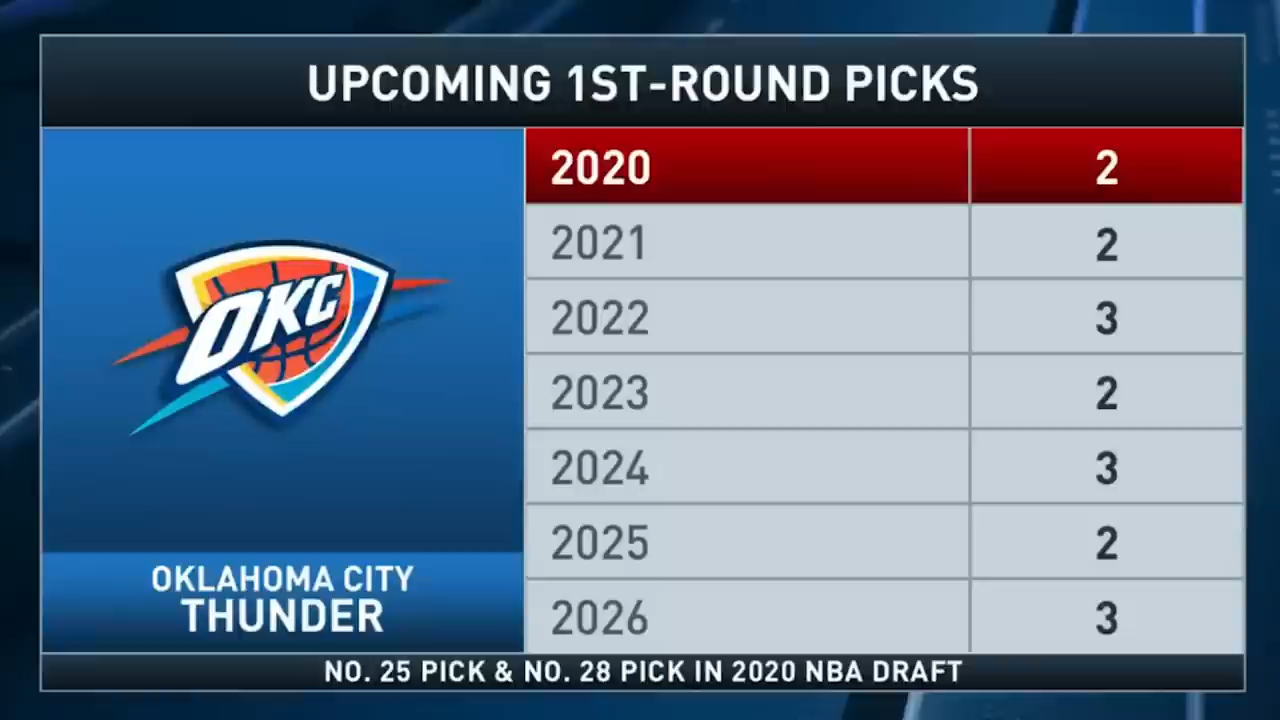 UPCOMING 1ST-ROUND PICKS
OKC
OKLAHOMA CITY
THUNDER
2020 2
2021 2
2022 3
2023 2
2024 3
2025 2
2026 3
NO. 25 PICK & NO. 28 PICK IN 2020 NBA DRAFT